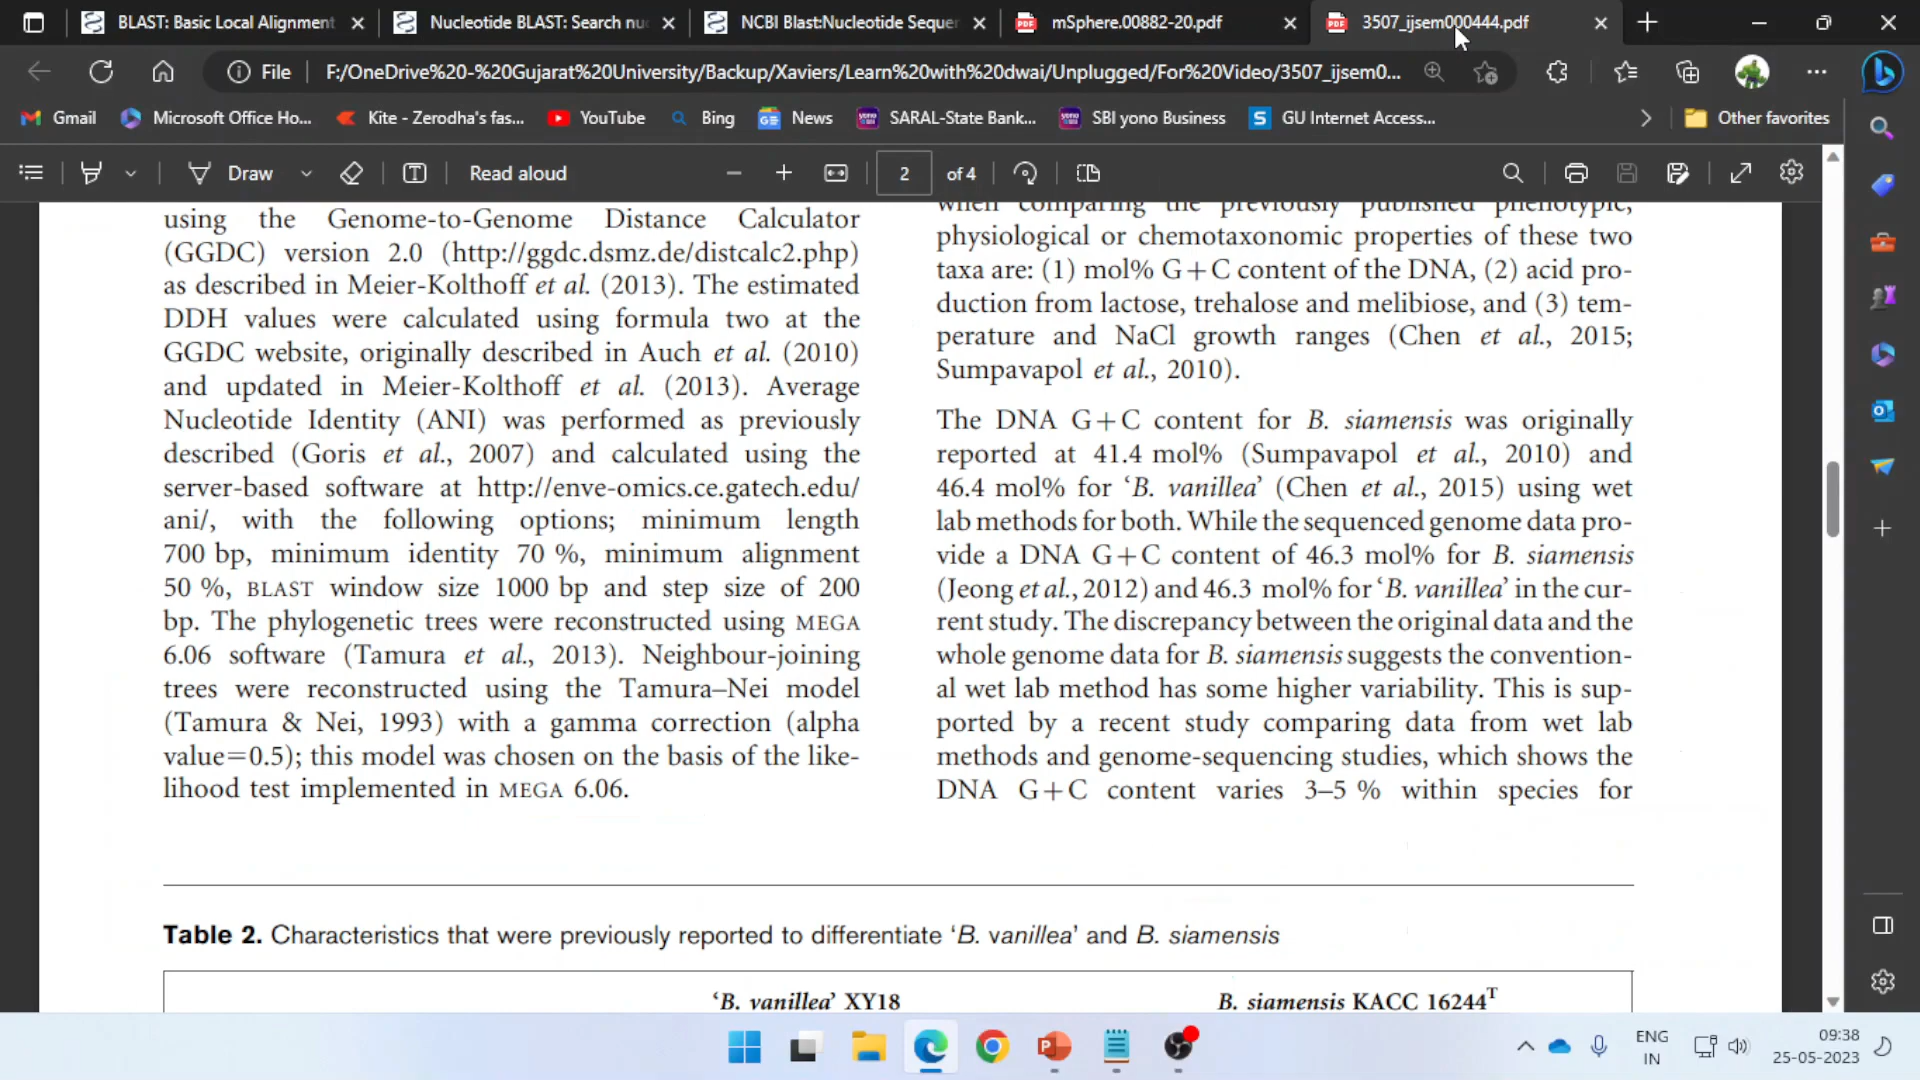 BLAST: Basic Local Alignment
Nucleotide BLAST: Search nu
NCBI Blast:Nucleotide Sequer
mSphere.00882-20.pdf
3507_ijsem000444.pdf
File
F:/OneDrive%20-%20Gujarat%20University/Backup/Xaviers/Learn%20with%20dwai/Unplugged/For%20Video/3507_ijsem0...
Gmail
Microsoft Office Ho...
Kite - Zerodha's fas...
YouTube
Bing
News
SARAL-State Bank...
SBI yono Business
GU Internet Access...
Other favorites
Draw
Read aloud
2
of 4
using the Genome-to-Genome Distance Calculator
(GGDC) version 2.0 (http://ggdc.dsmz.de/distcalc2.php)
as described in Meier-Kolthoff et al. (2013). The estimated
DDH values were calculated using formula two at the
GGDC website, originally described in Auch et al. (2010)
and updated in Meier-Kolthoff et al. (2013). Average
Nucleotide Identity (ANI) was performed as previously
described (Goris et al., 2007) and calculated using the
server-based software at http://enve-omics.ce.gatech.edu/
ani/, with the following options; minimum length
700 bp, minimum identity 70 %, minimum alignment
50 %, BLAST window size 1000 bp and step size of 200
bp. The phylogenetic trees were reconstructed using MEGA
6.06 software (Tamura et al., 2013). Neighbour-joining
trees were reconstructed using the Tamura–Nei model
(Tamura & Nei, 1993) with a gamma correction (alpha
value=0.5); this model was chosen on the basis of the like-
lihood test implemented in MEGA 6.06.
when comparing the previously published phenotypic,
physiological or chemotaxonomic properties of these two
taxa are: (1) mol% G+C content of the DNA, (2) acid pro-
duction from lactose, trehalose and melibiose, and (3) tem-
perature and NaCl growth ranges (Chen et al., 2015;
Sumpavapol et al., 2010).
The DNA G+C content for B. siamensis was originally
reported at 41.4 mol% (Sumpavapol et al., 2010) and
46.4 mol% for ‘B. vanillea’ (Chen et al., 2015) using wet
lab methods for both. While the sequenced genome data pro-
vide a DNA G+C content of 46.3 mol% for B. siamensis
(Jeong et al., 2012) and 46.3 mol% for ‘B. vanillea’ in the cur-
rent study. The discrepancy between the original data and the
whole genome data for B. siamensis suggests the convention-
al wet lab method has some higher variability. This is sup-
ported by a recent study comparing data from wet lab
methods and genome-sequencing studies, which shows the
DNA G+C content varies 3–5 % within species for
Table 2. Characteristics that were previously reported to differentiate ‘B. vanillea’ and B. siamensis
‘B. vanillea’ XY18
B. siamensis KACC 16244T
ENG
IN
09:38
25-05-2023